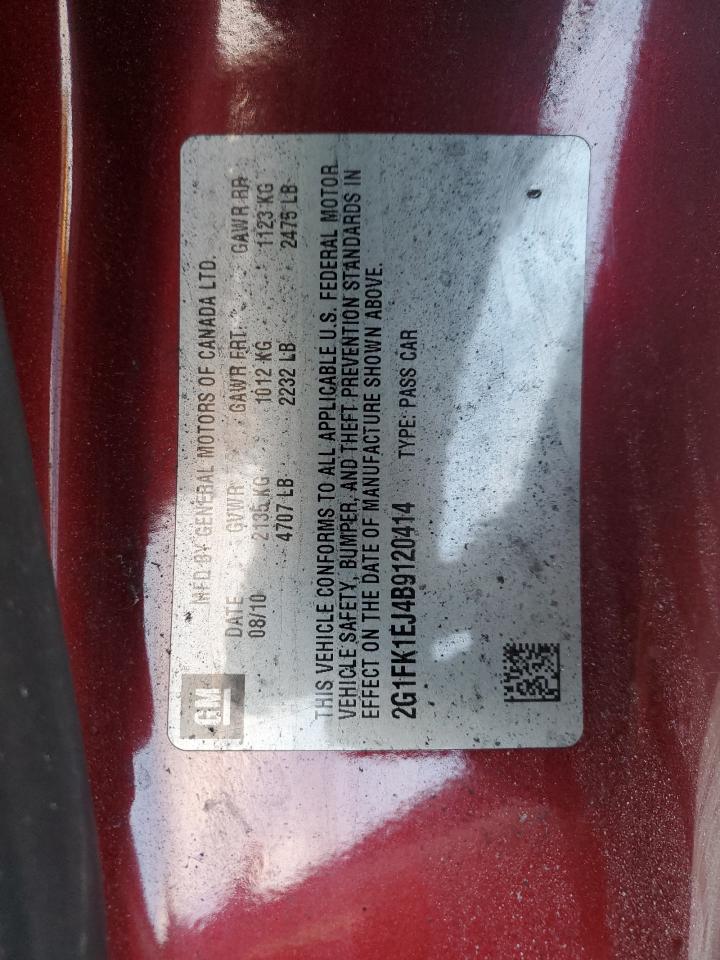 GM
MFD BY GENERAL MOTORS OF CANADA LTD.
DATE GVWR GAWR FRT GAWR RR
08/10 2135 KG 1012 KG 1123 KG
4707 LB 2232 LB 2475 LB
THIS VEHICLE CONFORMS TO ALL APPLICABLE U.S. FEDERAL MOTOR
VEHICLE SAFETY, BUMPER, AND THEFT PREVENTION STANDARDS IN
EFFECT ON THE DATE OF MANUFACTURE SHOWN ABOVE.
2G1FK1EJ4B9120414 TYPE: PASS CAR